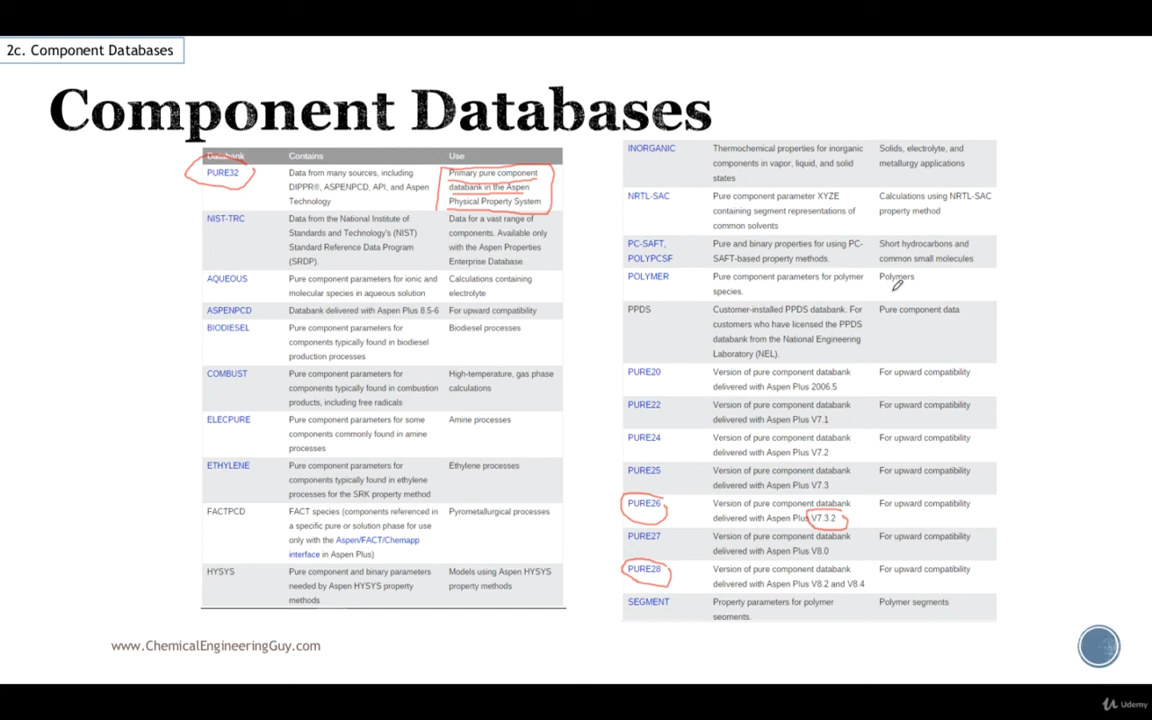 2c. Component Databases
Component Databases
Databank Contains Use
PURE32 Data from many sources, including Primary pure component
DIPPR®, ASPENPCD, API, and Aspen databank in the Aspen
Technology Physical Property System
NIST-TRC Data from the National Institute of Data for a vast range of
Standards and Technology's (NIST) components. Available only
Standard Reference Data Program with the Aspen Properties
(SRDP). Enterprise Database.
AQUEOUS Pure component parameters for ionic and Calculations containing
molecular species in aqueous solution electrolyte
ASPENPCD Databank delivered with Aspen Plus 8.5-6 For upward compatibility
BIODIESEL Pure component parameters for Biodiesel processes
components typically found in biodiesel
production processes
COMBUST Pure component parameters for High-temperature, gas phase
components typically found in combustion calculations
products, including free radicals
ELECPURE Pure component parameters for some Amine processes
components commonly found in amine
processes
ETHYLENE Pure component parameters for Ethylene processes
components typically found in ethylene
processes for the SRK property method
FACTPCD FACT species (components referenced in Pyrometallurgical processes
a specific pure or solution phase for use
only with the Aspen/FACT/Chemapp
interface in Aspen Plus)
HYSYS Pure component and binary parameters Models using Aspen HYSYS
needed by Aspen HYSYS property property methods
methods
INORGANIC Thermochemical properties for inorganic Solids, electrolyte, and
components in vapor, liquid, and solid metallurgy applications
states
NRTL-SAC Pure component parameter XYZE Calculations using NRTL-SAC
containing segment representations of property method
common solvents
PC-SAFT, Pure and binary properties for using PC- Short hydrocarbons and
POLYPCSF SAFT-based property methods. common small molecules
POLYMER Pure component parameters for polymer Polymers
species.
PPDS Customer-installed PPDS databank. For Pure component data
customers who have licensed the PPDS
databank from the National Engineering
Laboratory (NEL).
PURE20 Version of pure component databank For upward compatibility
delivered with Aspen Plus 2006.5
PURE22 Version of pure component databank For upward compatibility
delivered with Aspen Plus V7.1
PURE24 Version of pure component databank For upward compatibility
delivered with Aspen Plus V7.2
PURE25 Version of pure component databank For upward compatibility
delivered with Aspen Plus V7.3
PURE26 Version of pure component databank For upward compatibility
delivered with Aspen Plus V7.3.2
PURE27 Version of pure component databank For upward compatibility
delivered with Aspen Plus V8.0
PURE28 Version of pure component databank For upward compatibility
delivered with Aspen Plus V8.2 and V8.4
SEGMENT Property parameters for polymer Polymer segments
segments.
www.ChemicalEngineeringGuy.com
Udemy